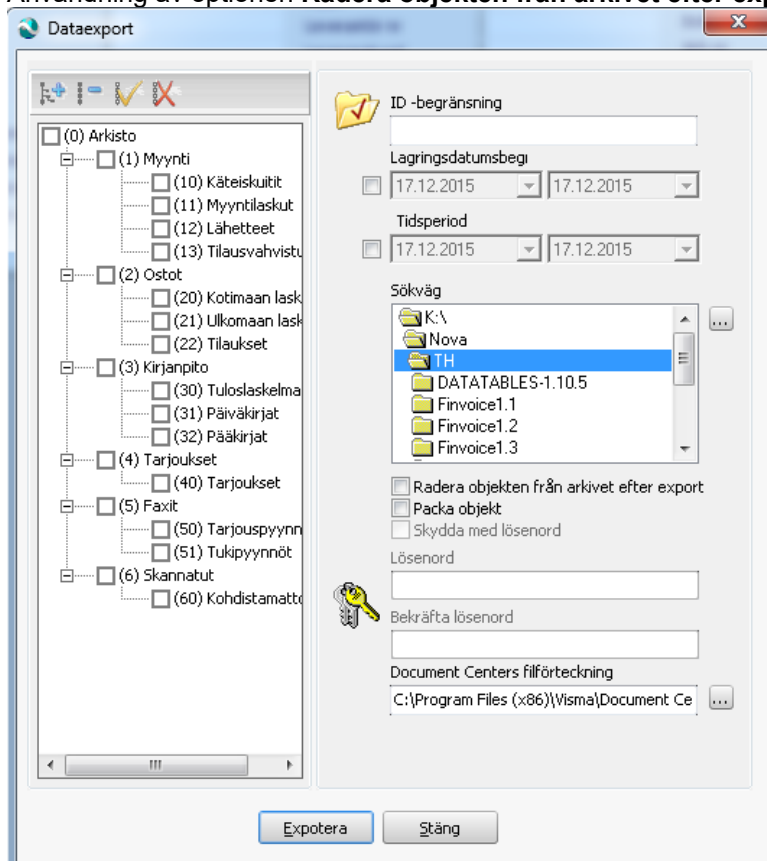 Användning av optionen Radera objekten från arkivet efter exp
Dataexport
(0) Arkisto
(1) Myynti
(10) Käteiskuitit
(11) Myyntilaskut
(12) Lähetteet
(13) Tilausvahvistu
(2) Ostot
(20) Kotimaan lask
(21) Ulkomaan lask
(22) Tilaukset
(3) Kirjanpito
(30) Tuloslaskelma
(31) Päiväkirjat
(32) Pääkirjat
(4) Tarjoukset
(40) Tarjoukset
(5) Faxit
(50) Tarjouspyynn
(51) Tukipyynnöt
(6) Skannatut
(60) Kohdistamatto
ID -begränsning
Lagringsdatumsbegi
17.12.2015 17.12.2015
Tidsperiod
17.12.2015 17.12.2015
Sökväg
K:\
Nova
TH
DATATABLES-1.10.5
Finvoice1.1
Finvoice1.2
Finvoice1.3
...
Radera objekten från arkivet efter export
Packa objekt
Skydda med lösenord
Lösenord
Bekräfta lösenord
Document Centers filförteckning
C:\Program Files (x86)\Visma\Document Ce ...
Expotera Stäng